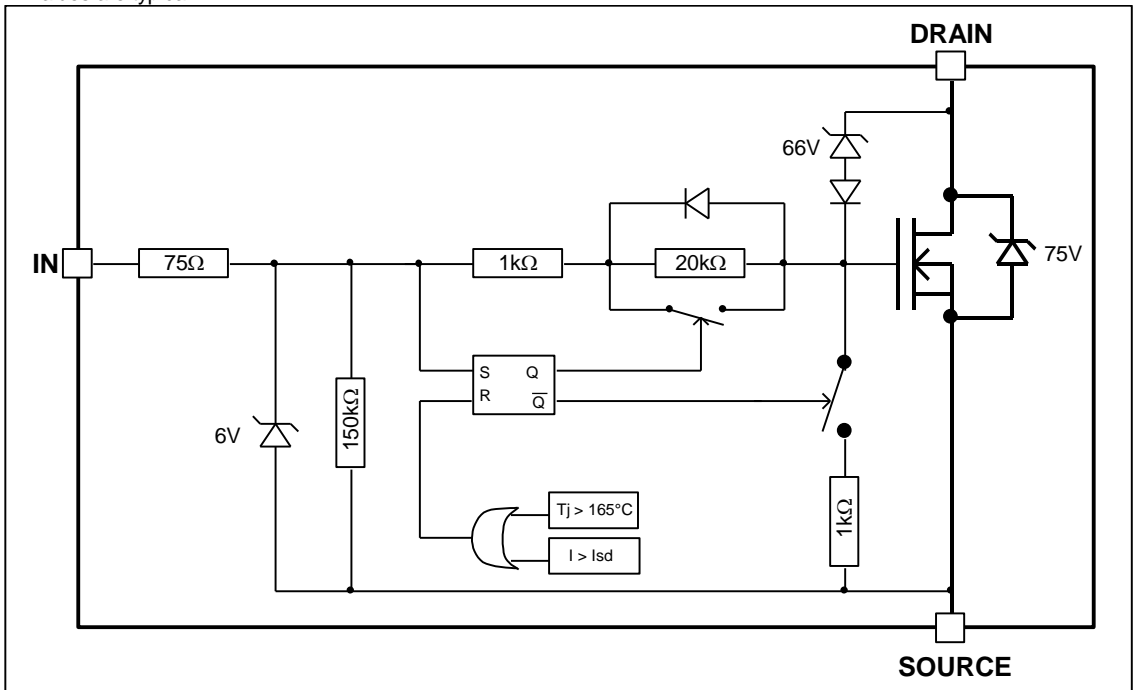 DRAIN
66V
75V
IN
75Ω
1kΩ
20kΩ
S Q
R Q̅
6V
150kΩ
1kΩ
Tj > 165°C
I > Isd
SOURCE